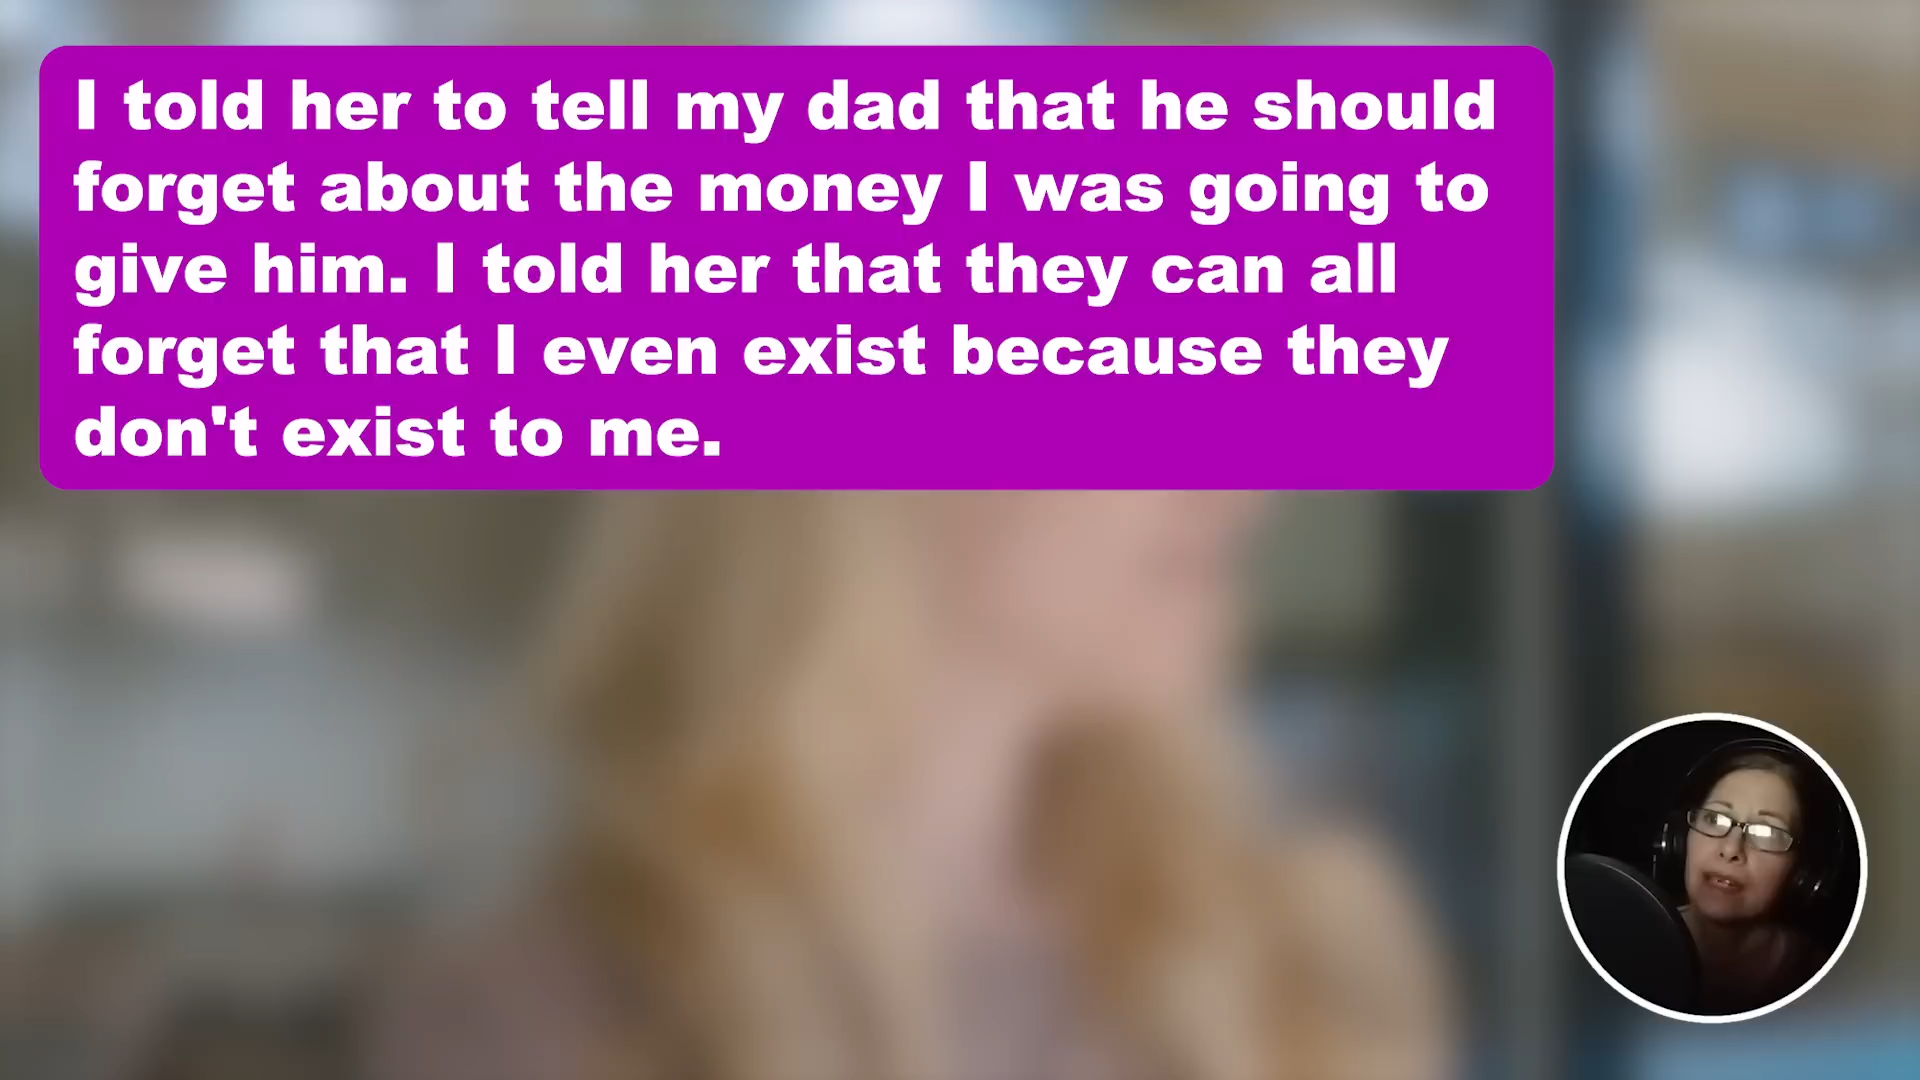 I told her to tell my dad that he should
forget about the money I was going to
give him. I told her that they can all
forget that I even exist because they
don't exist to me.